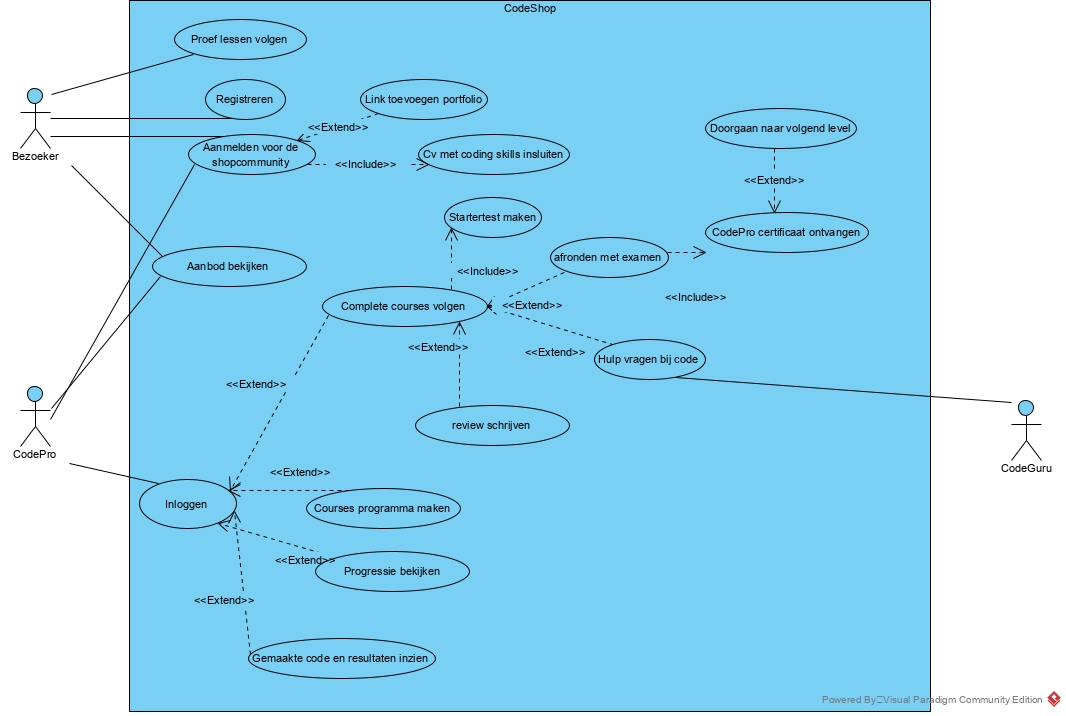 CodeShop
Proef lessen volgen
Registreren
Link toevoegen portfolio
Doorgaan naar volgend level
<<Extend>>
Bezoeker
Aanmelden voor de
shopcommunity
<<Include>>
Cv met coding skills insluiten
<<Extend>>
Startertest maken
CodePro certificaat ontvangen
Aanbod bekijken
afronden met examen
<<Include>>
<<Include>>
Complete courses volgen
<<Extend>>
<<Extend>>
<<Extend>>
Hulp vragen bij code
<<Extend>>
review schrijven
CodePro
CodeGuru
<<Extend>>
Inloggen
Courses programma maken
<<Extend>>
Progressie bekijken
<<Extend>>
Gemaakte code en resultaten inzien
Powered By Visual Paradigm Community Edition